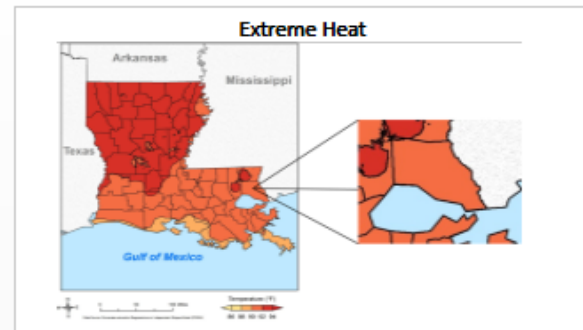 Extreme Heat
Arkansas
Mississippi
Texas
Gulf of Mexico
Temperature (°F)